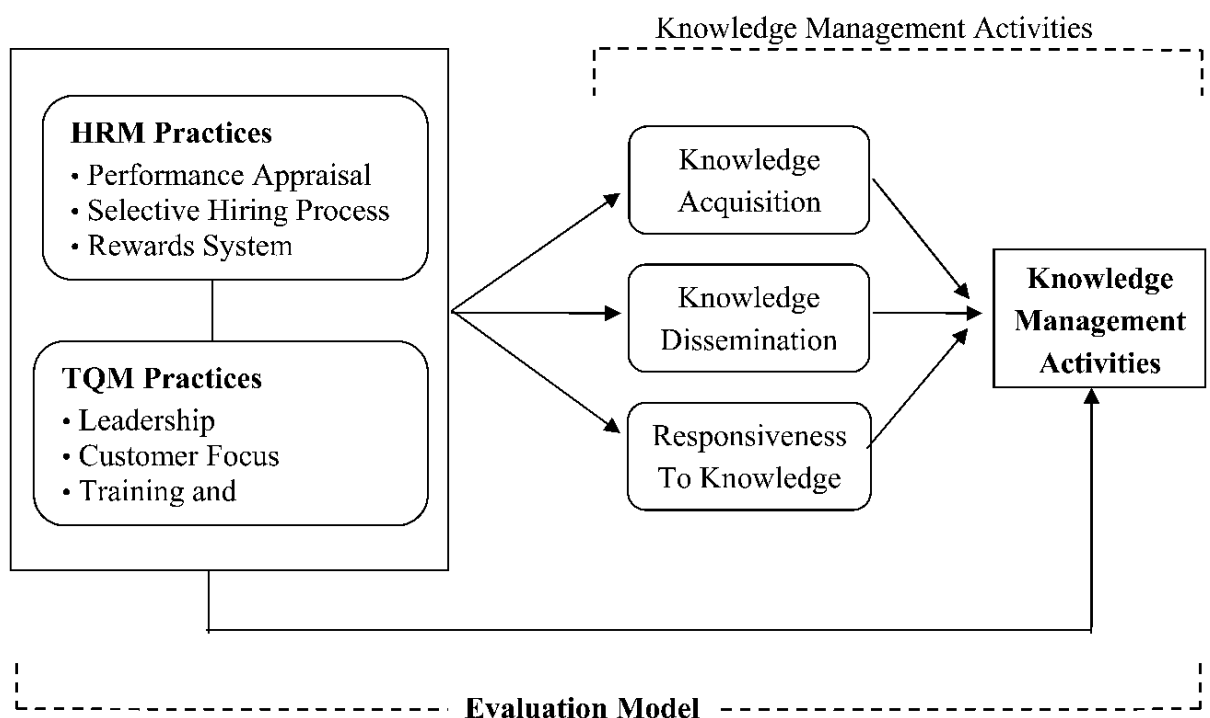 Knowledge Management Activities
HRM Practices
• Performance Appraisal
• Selective Hiring Process
• Rewards System
TQM Practices
• Leadership
• Customer Focus
• Training and
Knowledge
Acquisition
Knowledge
Dissemination
Responsiveness
To Knowledge
Knowledge
Management
Activities
Evaluation Model